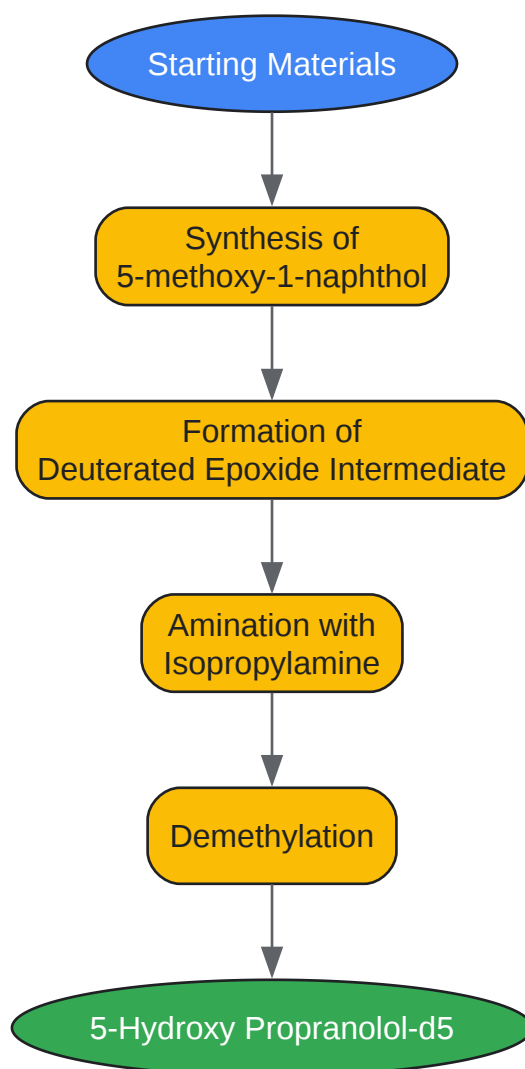 Starting Materials
Synthesis of
5-methoxy-1-naphthol
Formation of
Deuterated Epoxide Intermediate
Amination with
Isopropylamine
Demethylation
5-Hydroxy Propranolol-d5